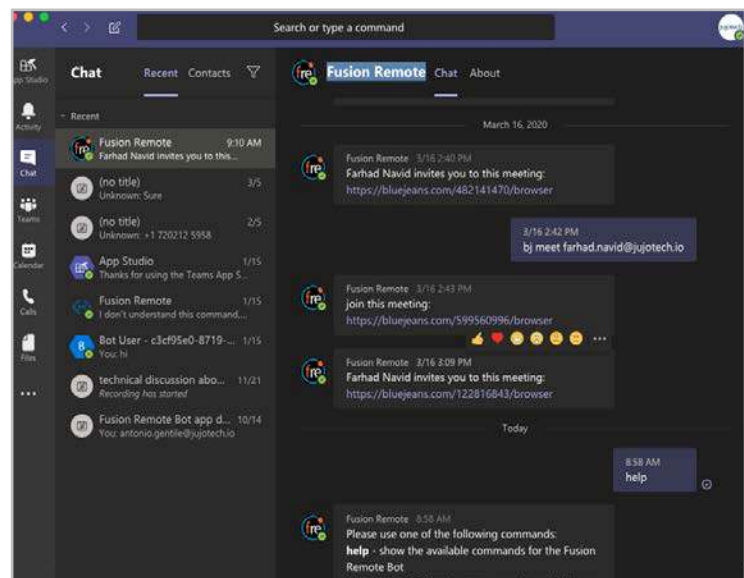 Search or type a command
jujotech
App Studio
Activity
Chat
Teams
Calendar
Calls
Files
Chat Recent Contacts
Recent
fre Fusion Remote 9:10 AM
Farhad Navid invites you to this...
(no title) 3/5
Unknown: Sure
(no title) 2/5
Unknown: +1 720212 5958
App Studio 1/15
Thanks for using the Teams App S...
Fusion Remote 1/15
I don't understand this command,...
B Bot User - c3cf95e0-8719-... 1/15
You: hi
technical discussion abo... 11/21
Recording has started
Fusion Remote Bot app d... 10/14
You: antonio.gentile@jujotech.io
fre Fusion Remote Chat About
March 16, 2020
fre Fusion Remote 3/16 2:40 PM
Farhad Navid invites you to this meeting:
https://bluejeans.com/482141470/browser
3/16 2:42 PM
bj meet farhad.navid@jujotech.io
fre Fusion Remote 3/16 2:43 PM
join this meeting:
https://bluejeans.com/599560996/browser
fre Fusion Remote 3/16 3:09 PM
Farhad Navid invites you to this meeting:
https://bluejeans.com/122816843/browser
Today
8:58 AM
help
fre Fusion Remote 8:58 AM
Please use one of the following commands:
help - show the available commands for the Fusion
Remote Bot